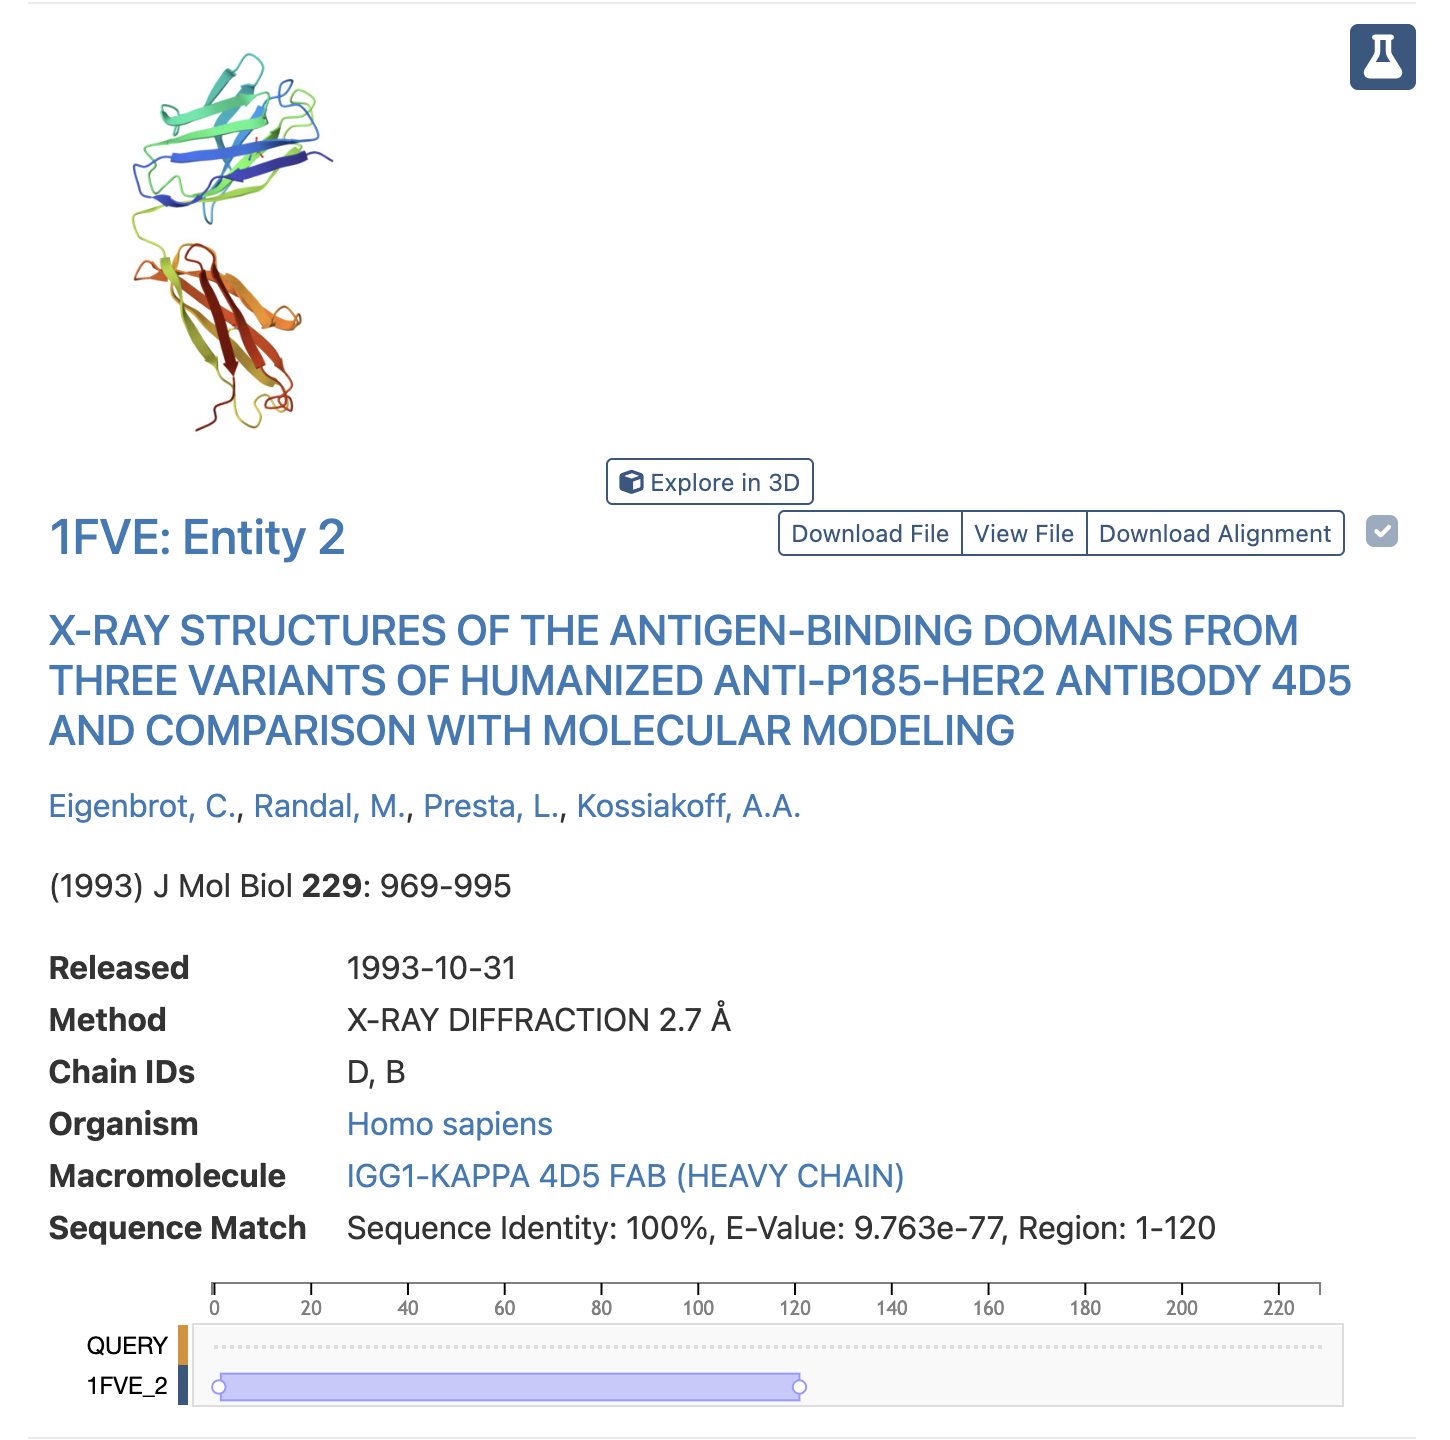 Explore in 3D
1FVE: Entity 2
Download File View File Download Alignment
X-RAY STRUCTURES OF THE ANTIGEN-BINDING DOMAINS FROM
THREE VARIANTS OF HUMANIZED ANTI-P185-HER2 ANTIBODY 4D5
AND COMPARISON WITH MOLECULAR MODELING
Eigenbrot, C., Randal, M., Presta, L., Kossiakoff, A.A.
(1993) J Mol Biol 229: 969-995
Released 1993-10-31
Method X-RAY DIFFRACTION 2.7 Å
Chain IDs D, B
Organism Homo sapiens
Macromolecule IGG1-KAPPA 4D5 FAB (HEAVY CHAIN)
Sequence Match Sequence Identity: 100%, E-Value: 9.763e-77, Region: 1-120
0 20 40 60 80 100 120 140 160 180 200 220
QUERY
1FVE_2